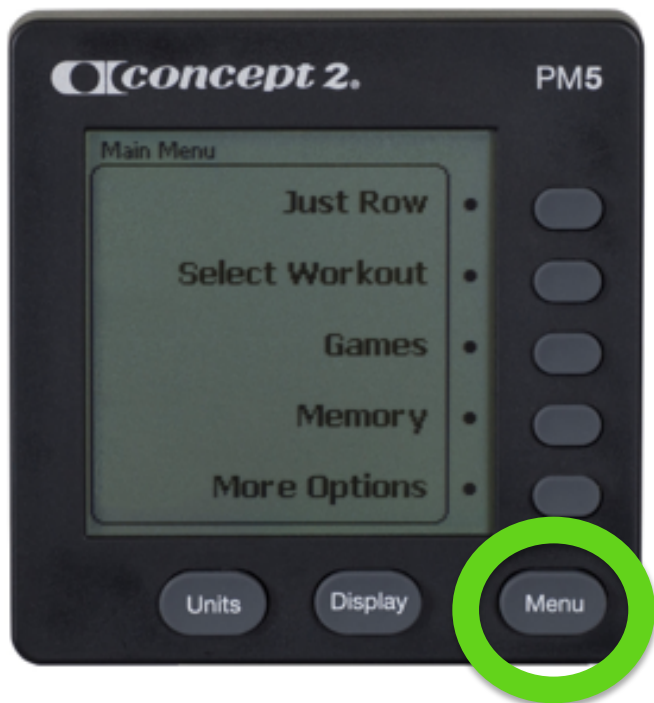 concept 2.
PM5
Main Menu
Just Row
Select Workout
Games
Memory
More Options
Units
Display
Menu